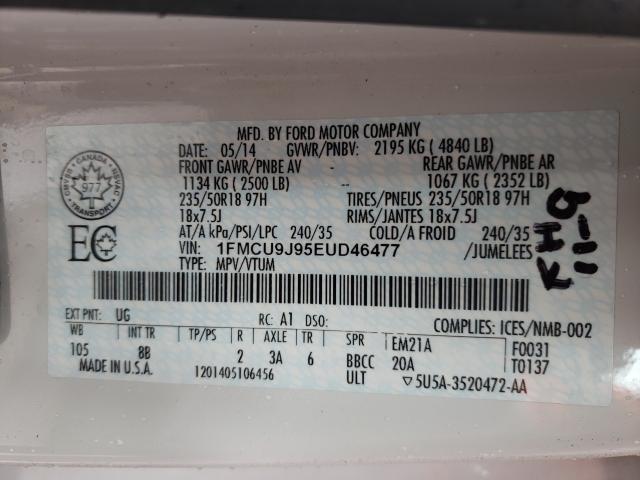 MFD. BY FORD MOTOR COMPANY
DATE: 05/14 GVWR/PNBV: 2195 KG ( 4840 LB)
FRONT GAWR/PNBE AV REAR GAWR/PNBE AR
1134 KG ( 2500 LB) -- 1067 KG ( 2352 LB)
235/50R18 97H TIRES/PNEUS 235/50R18 97H
18x7.5J RIMS/JANTES 18x7.5J
AT/A kPa/PSI/LPC 240/35 COLD/A FROID 240/35
VIN: 1FMCU9J95EUD46477 /JUMELEES
TYPE: MPV/VTUM
CANADA
CMVSS NSVAC
977
TRANSPORT
EC
EXT PNT: UG RC: A1 DSO:
COMPLIES: ICES/NMB-002
WB INT TR TP/PS R AXLE TR SPR EM21A F0031
105 8B 2 3A 6 BBCC 20A T0137
MADE IN U.S.A. 1201405106456 ULT ▽5U5A-3520472-AA